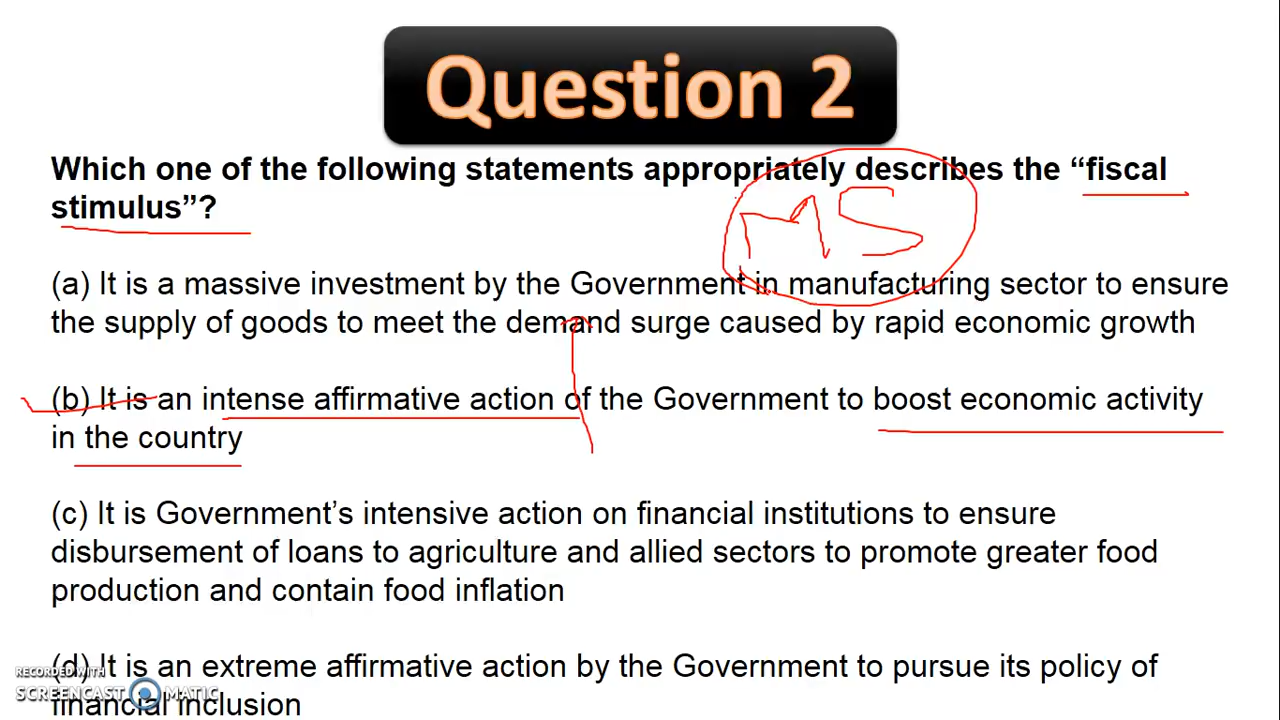 Question 2
Which one of the following statements appropriately describes the “fiscal
stimulus”?
MS
(a) It is a massive investment by the Government in manufacturing sector to ensure
the supply of goods to meet the demand surge caused by rapid economic growth
(b) It is an intense affirmative action of the Government to boost economic activity
in the country
(c) It is Government’s intensive action on financial institutions to ensure
disbursement of loans to agriculture and allied sectors to promote greater food
production and contain food inflation
(d) It is an extreme affirmative action by the Government to pursue its policy of
financial inclusion
RECORDED WITH
SCREENCAST MATIC